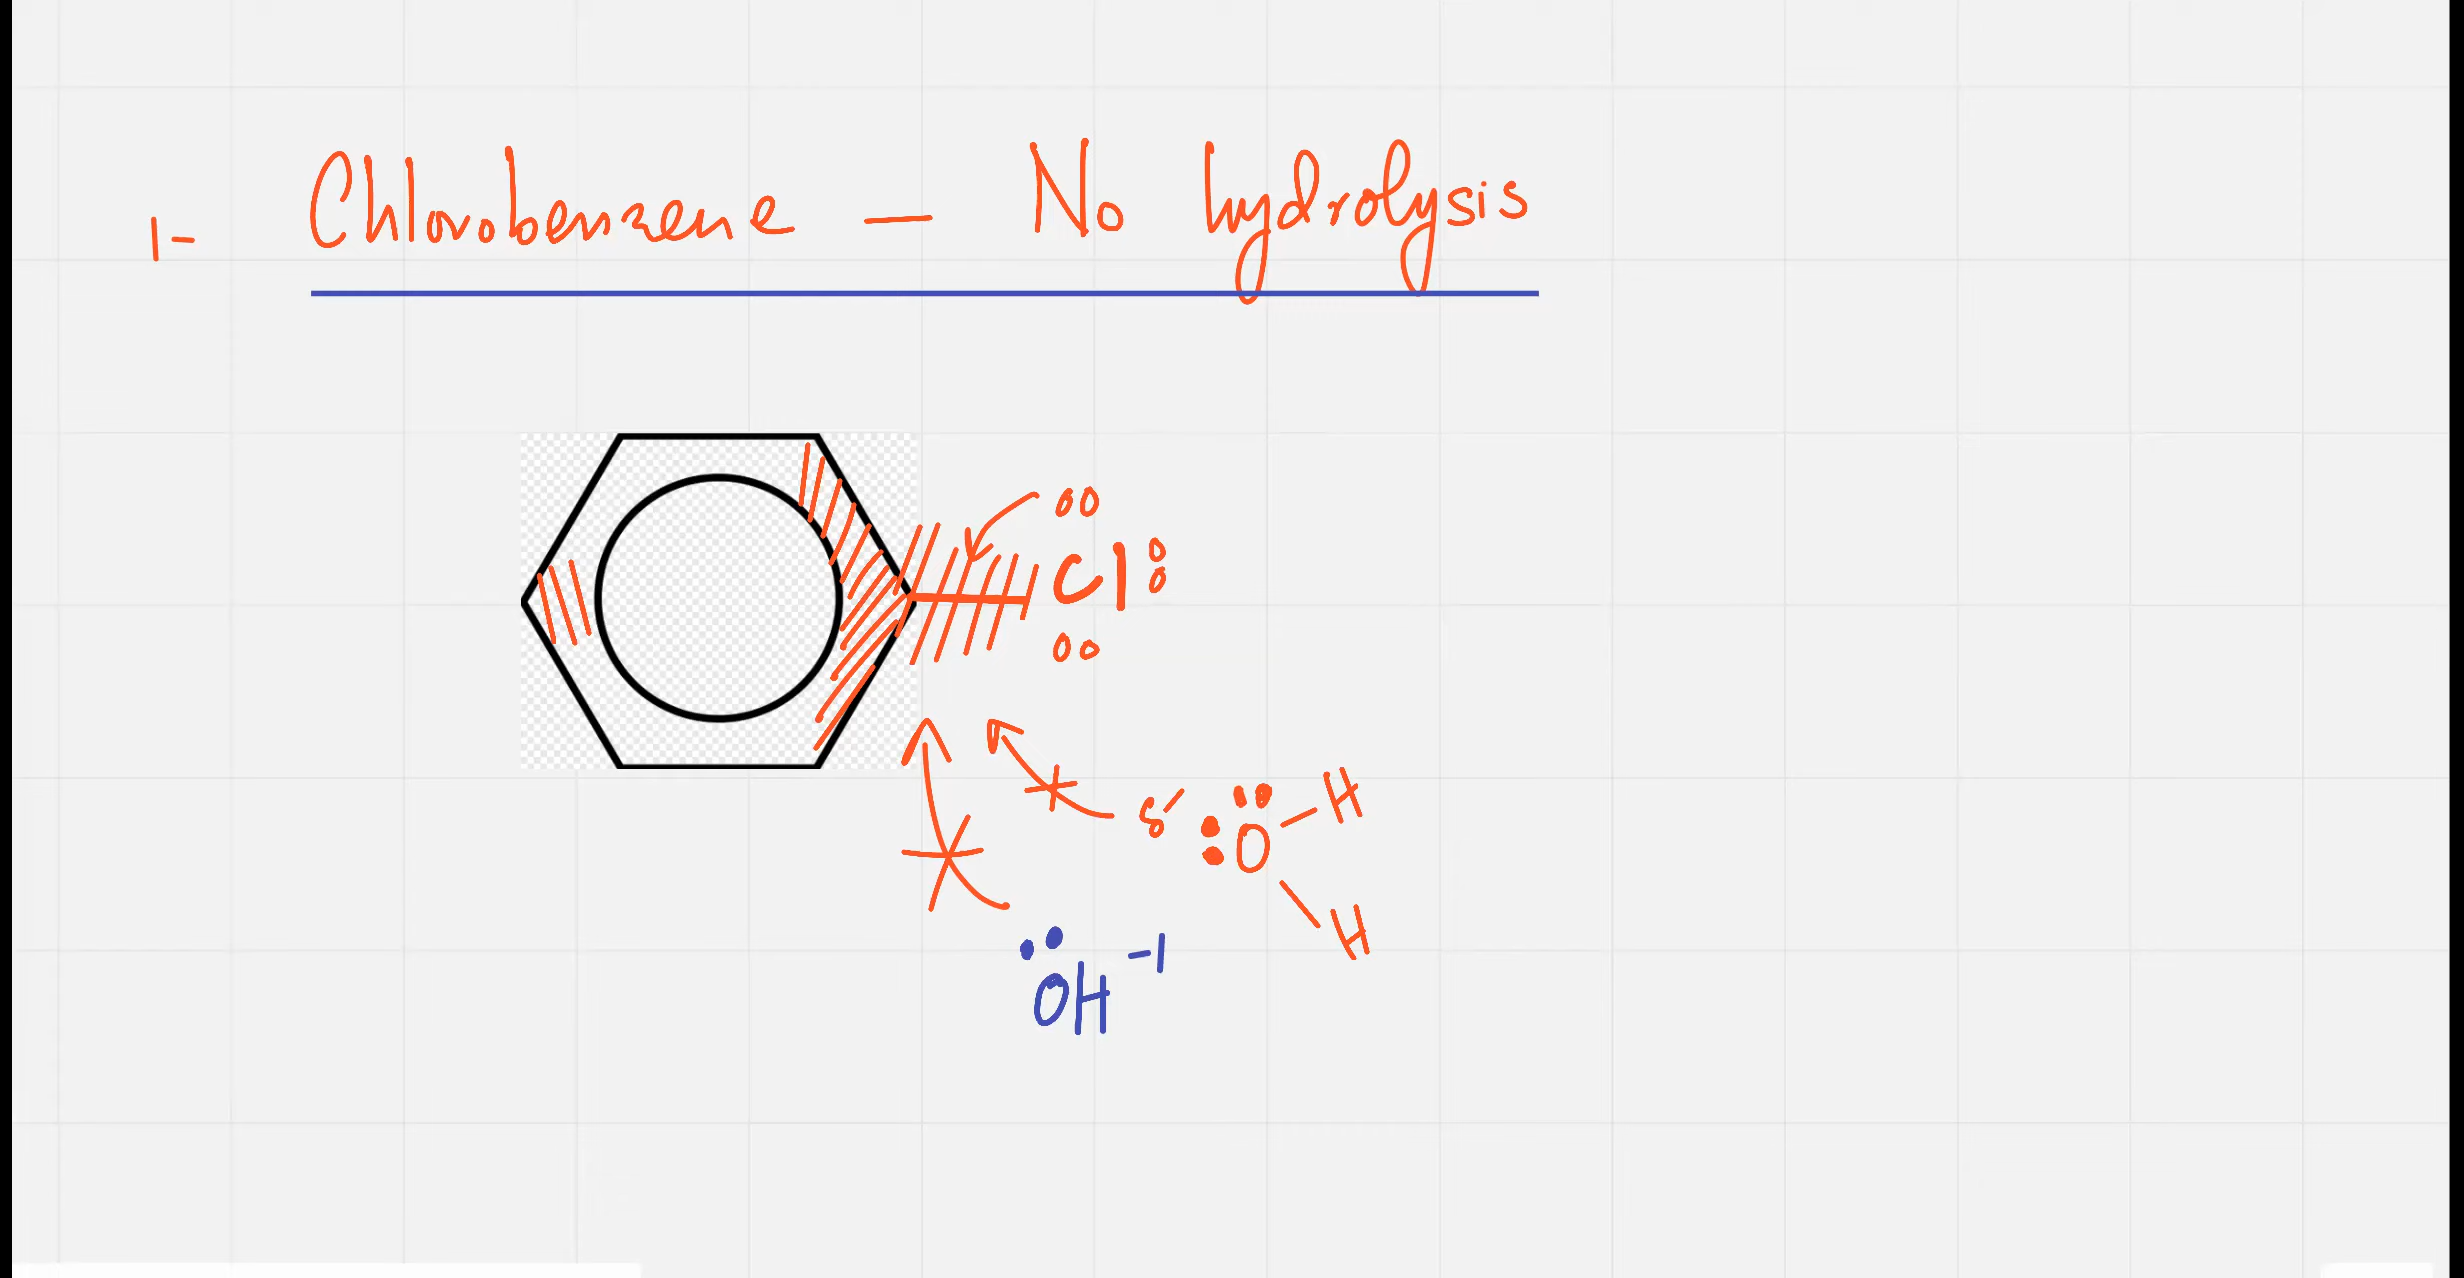 1- Chlorobenzene — No hydrolysis
Cl
δ- O-H
H
OH -1